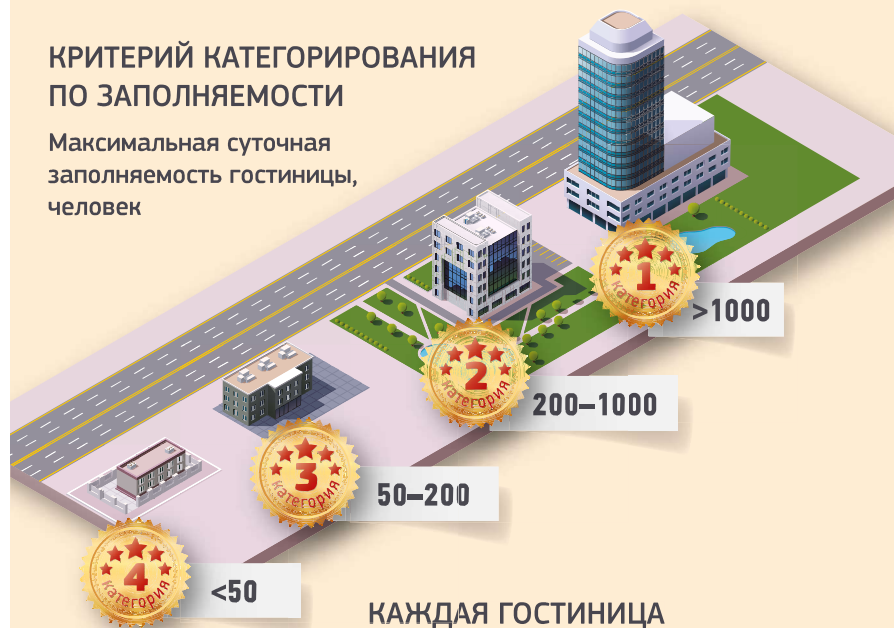 КРИТЕРИЙ КАТЕГОРИРОВАНИЯ
ПО ЗАПОЛНЯЕМОСТИ
Максимальная суточная
заполняемость гостиницы,
человек
1
категория
>1000
2
категория
200–1000
3
категория
50–200
4
категория
<50
КАЖДАЯ ГОСТИНИЦА